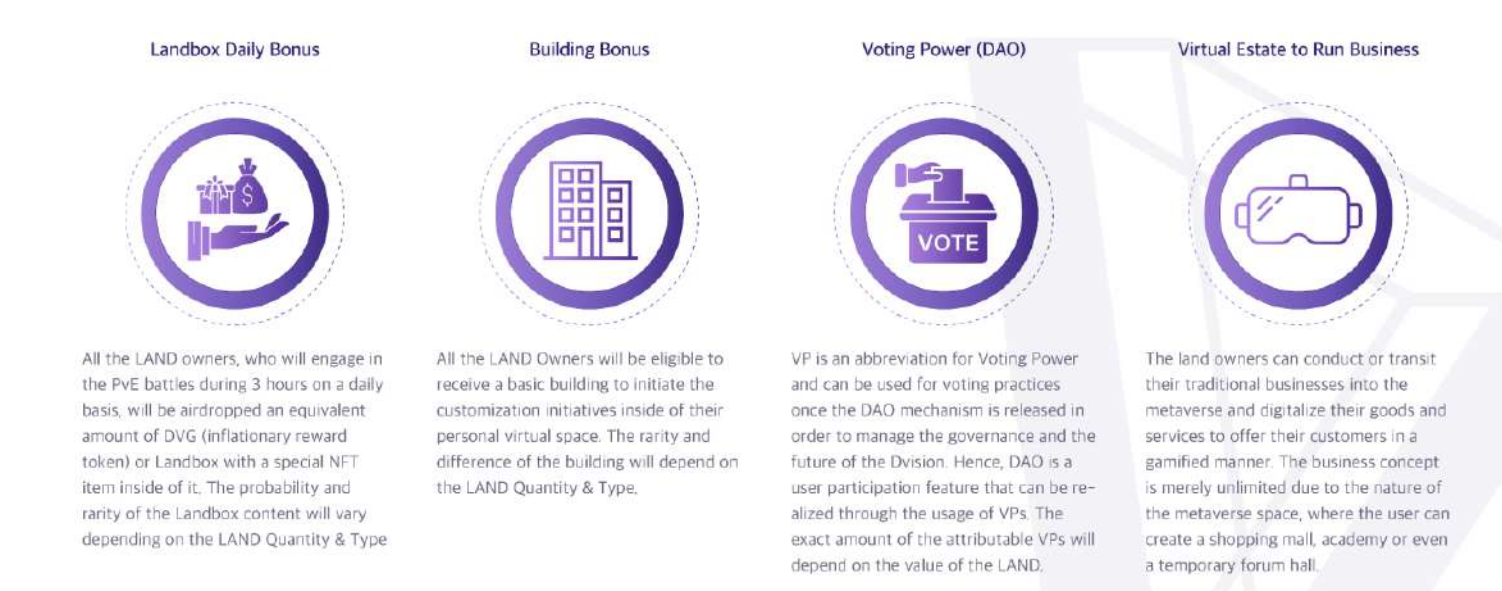 Landbox Daily Bonus
All the LAND owners, who will engage in
the PvE battles during 3 hours on a daily
basis, will be airdropped an equivalent
amount of DVG (inflationary reward
token) or Landbox with a special NFT
item inside of it. The probability and
rarity of the Landbox content will vary
depending on the LAND Quantity & Type
Building Bonus
All the LAND Owners will be eligible to
receive a basic building to initiate the
customization initiatives inside of their
personal virtual space. The rarity and
difference of the building will depend on
the LAND Quantity & Type.
Voting Power (DAO)
VOTE
VP is an abbreviation for Voting Power
and can be used for voting practices
once the DAO mechanism is released in
order to manage the governance and the
future of the Dvision. Hence, DAO is a
user participation feature that can be re-
alized through the usage of VPs. The
exact amount of the attributable VPs will
depend on the value of the LAND.
Virtual Estate to Run Business
The land owners can conduct or transit
their traditional businesses into the
metaverse and digitalize their goods and
services to offer their customers in a
gamified manner. The business concept
is merely unlimited due to the nature of
the metaverse space, where the user can
create a shopping mall, academy or even
a temporary forum hall.